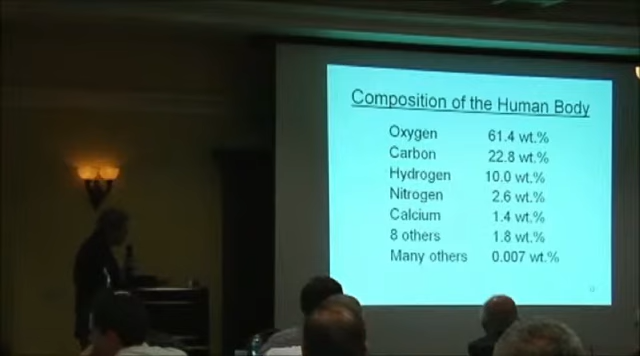 Composition of the Human Body
Oxygen 61.4 wt.%
Carbon 22.8 wt.%
Hydrogen 10.0 wt.%
Nitrogen 2.6 wt.%
Calcium 1.4 wt.%
8 others 1.8 wt.%
Many others 0.007 wt.%